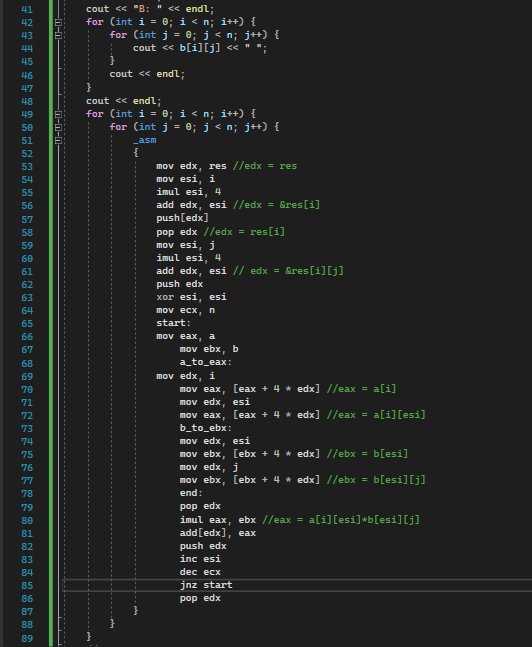 41 cout << "B: " << endl;
42 for (int i = 0; i < n; i++) {
43 for (int j = 0; j < n; j++) {
44 cout << b[i][j] << " ";
45 }
46 cout << endl;
47 }
48 cout << endl;
49 for (int i = 0; i < n; i++) {
50 for (int j = 0; j < n; j++) {
51 _asm
52 {
53 mov edx, res //edx = res
54 mov esi, i
55 imul esi, 4
56 add edx, esi //edx = &res[i]
57 push[edx]
58 pop edx //edx = res[i]
59 mov esi, j
60 imul esi, 4
61 add edx, esi // edx = &res[i][j]
62 push edx
63 xor esi, esi
64 mov ecx, n
65 start:
66 mov eax, a
67 mov ebx, b
68 a_to_eax:
69 mov edx, i
70 mov eax, [eax + 4 * edx] //eax = a[i]
71 mov edx, esi
72 mov eax, [eax + 4 * edx] //eax = a[i][esi]
73 b_to_ebx:
74 mov edx, esi
75 mov ebx, [ebx + 4 * edx] //ebx = b[esi]
76 mov edx, j
77 mov ebx, [ebx + 4 * edx] //ebx = b[esi][j]
78 end:
79 pop edx
80 imul eax, ebx //eax = a[i][esi]*b[esi][j]
81 add[edx], eax
82 push edx
83 inc esi
84 dec ecx
85 jnz start
86 pop edx
87 }
88 }
89 }